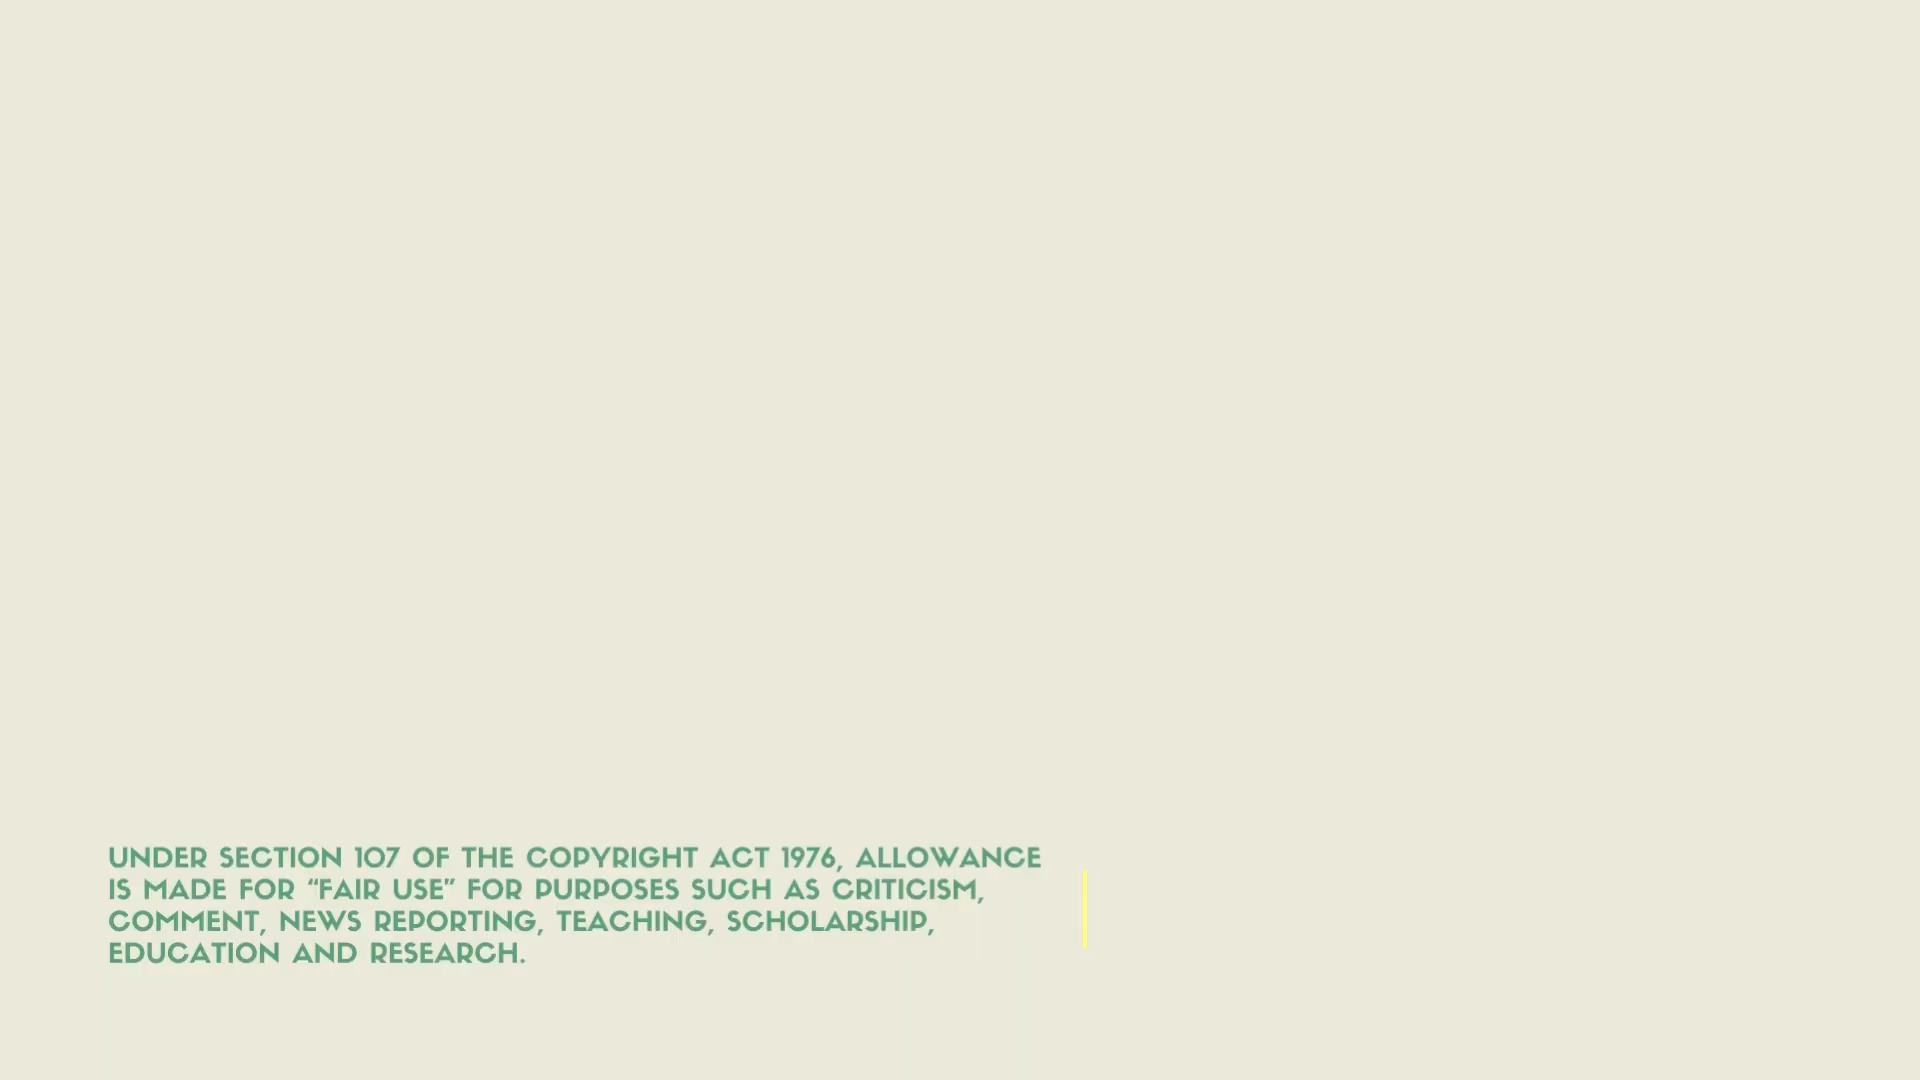 UNDER SECTION 107 OF THE COPYRIGHT ACT 1976, ALLOWANCE
IS MADE FOR “FAIR USE” FOR PURPOSES SUCH AS CRITICISM,
COMMENT, NEWS REPORTING, TEACHING, SCHOLARSHIP,
EDUCATION AND RESEARCH.